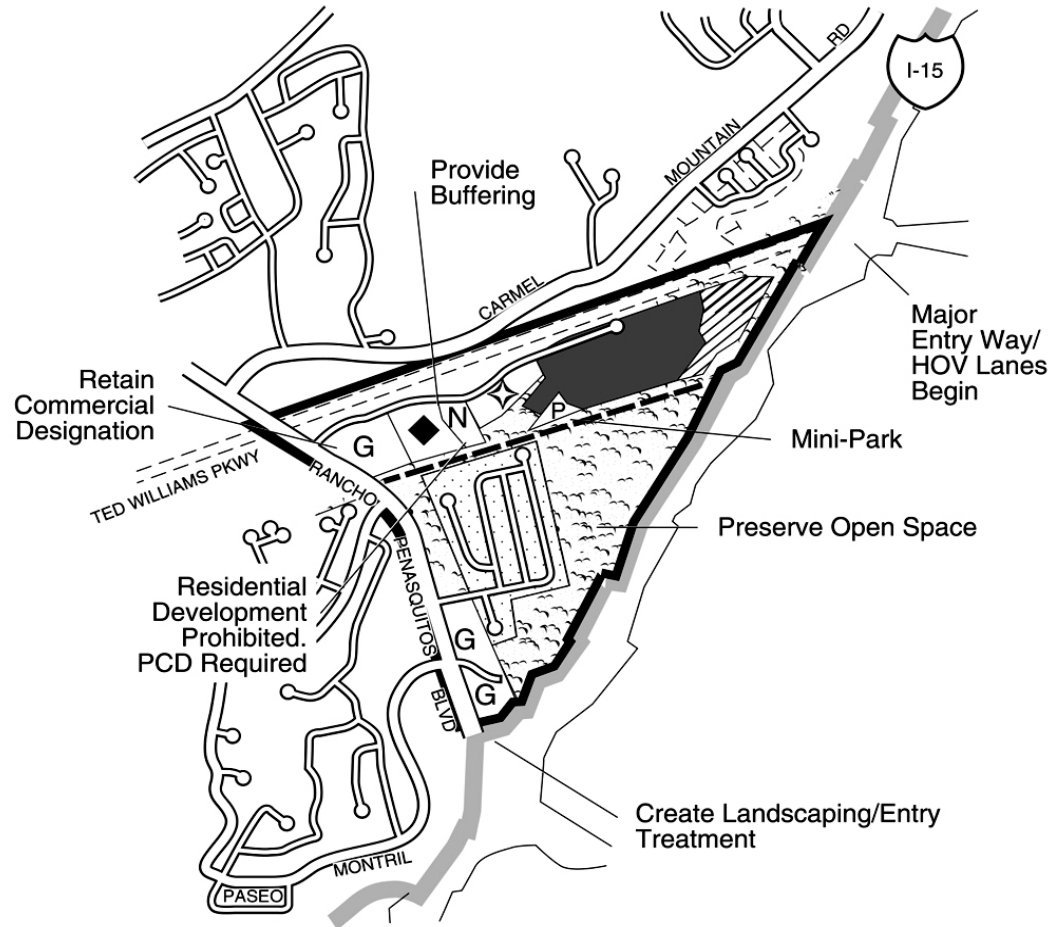 RD
I-15
MOUNTAIN
Provide
Buffering
CARMEL
Major
Entry Way/
HOV Lanes
Begin
Retain
Commercial
Designation
N
P
G
Mini-Park
TED WILLIAMS PKWY
RANCHO
PENASQUITOS
BLVD
Preserve Open Space
Residential
Development
Prohibited.
PCD Required
G
G
Create Landscaping/Entry
Treatment
MONTRIL
PASEO